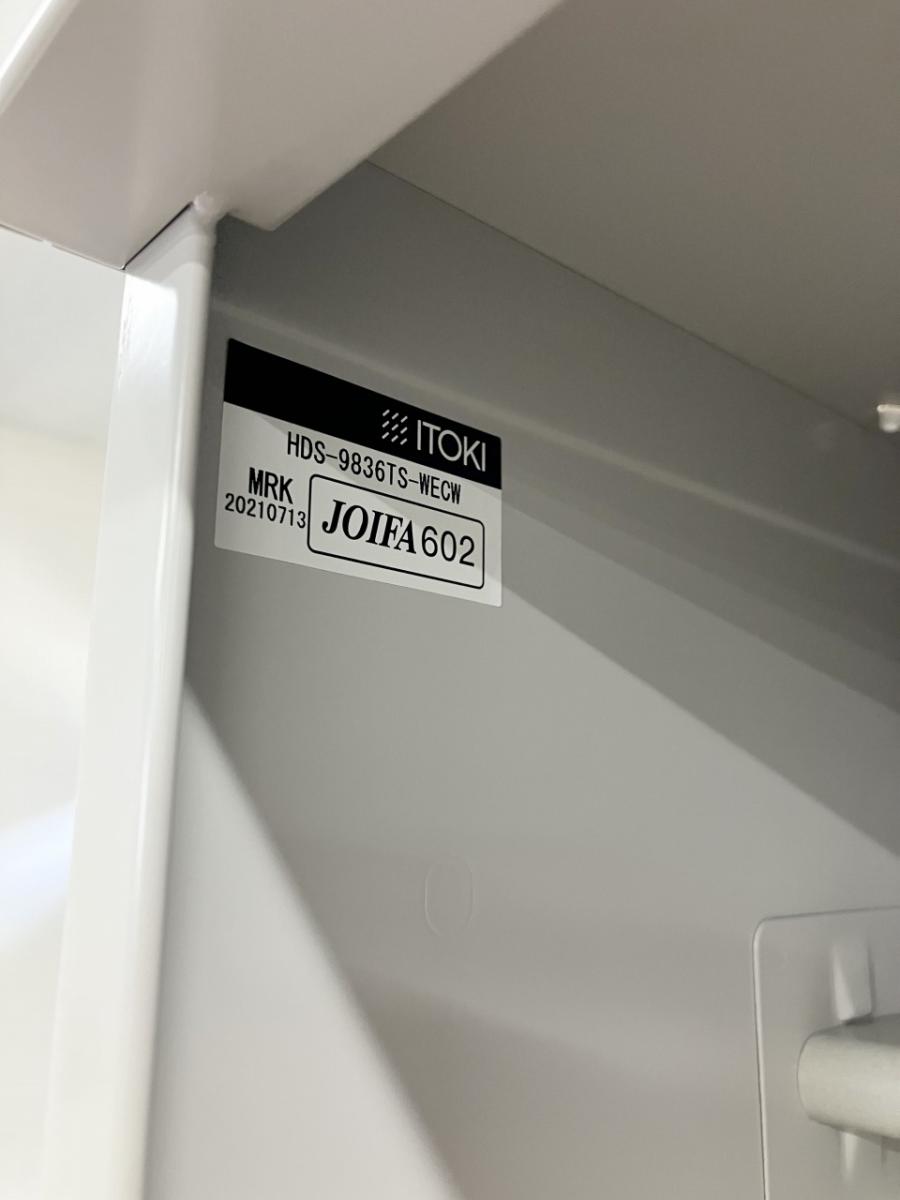 ITOKI
HDS-9836TS-WECW
MRK
20210713
JOIFA602